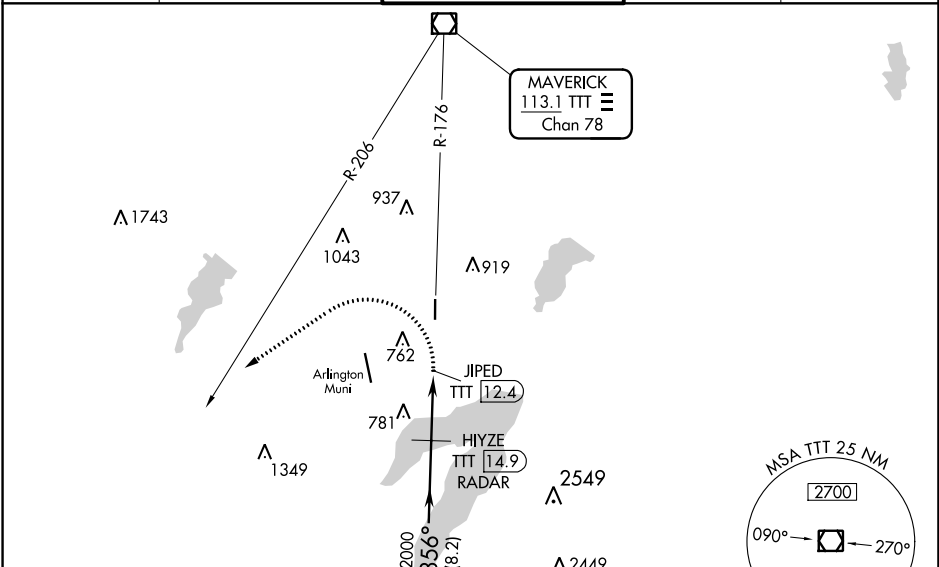 MAVERICK
113.1 TTT
Chan 78
R-206
R-176
1743
937
1043
919
762
Arlington
Muni
JIPED
TTT 12.4
781
HIYZE
TTT 14.9
RADAR
1349
2549
MSA TTT 25 NM
2700
090°
270°
2000
356°
2449